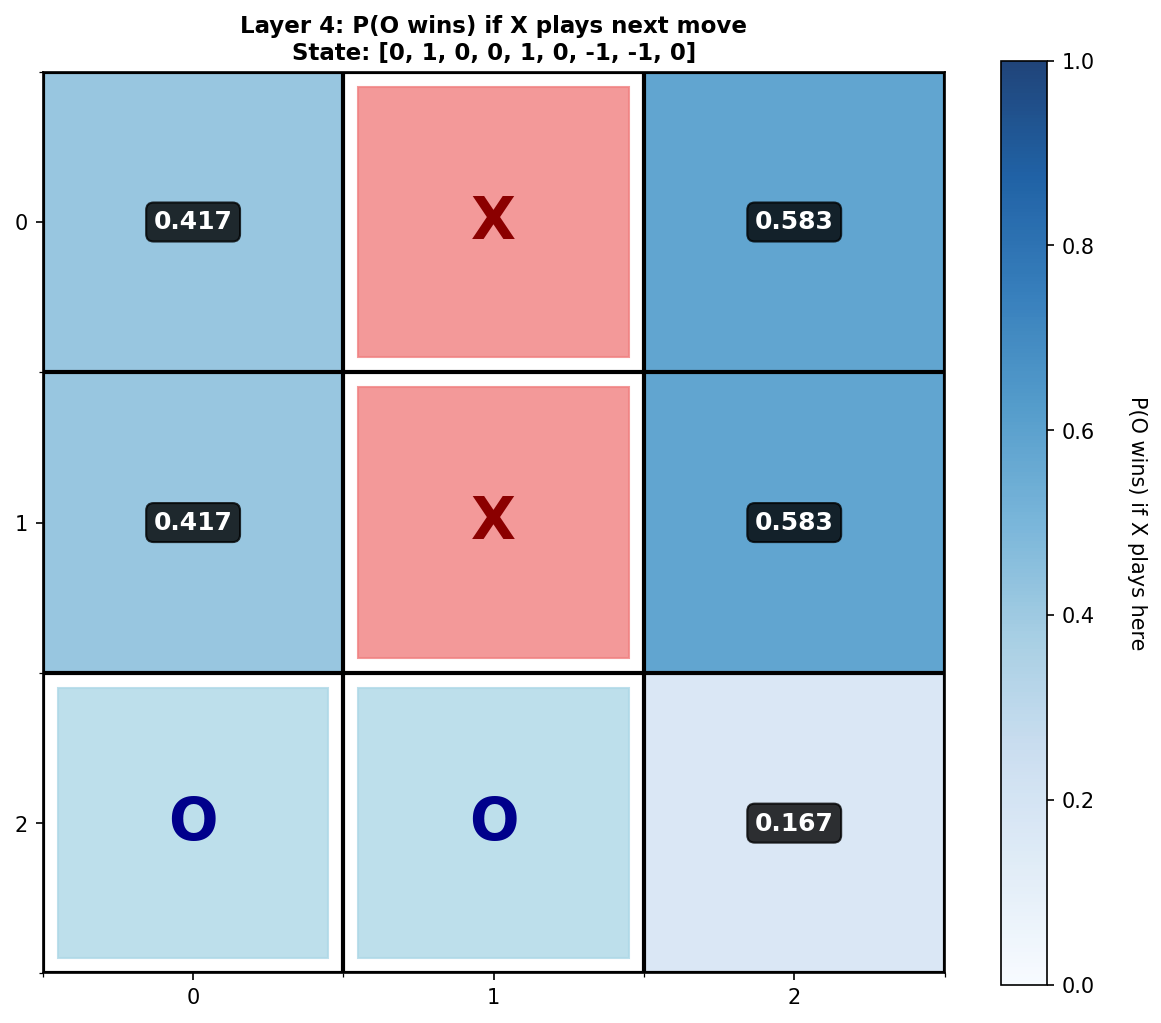 Layer 4: P(O wins) if X plays next move
State: [0, 1, 0, 0, 1, 0, -1, -1, 0]
0.417
X
0.583
0.417
X
0.583
O
O
0.167
0
1
2
0
1
2
1.0
0.8
0.6
0.4
0.2
0.0
P(O wins) if X plays here